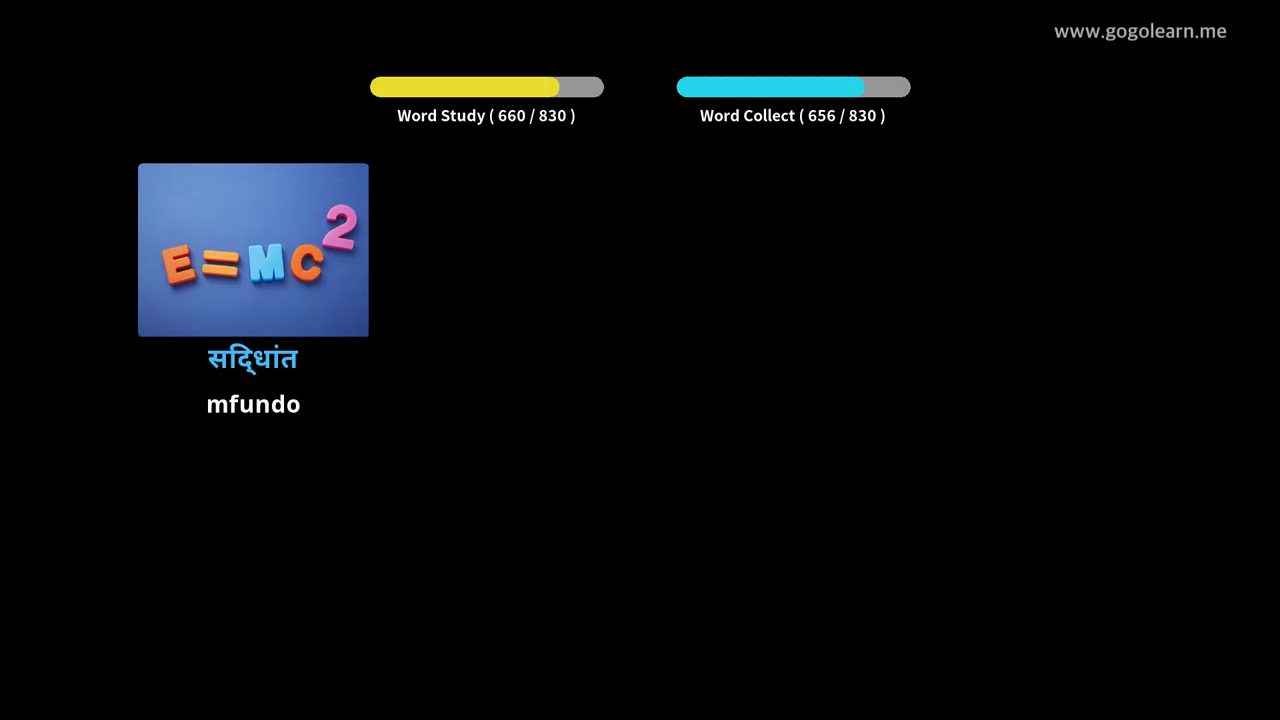 www.gogolearn.me
Word Study ( 660 / 830 )
Word Collect ( 656 / 830 )
E=MC²
सद्िधांत
mfundo